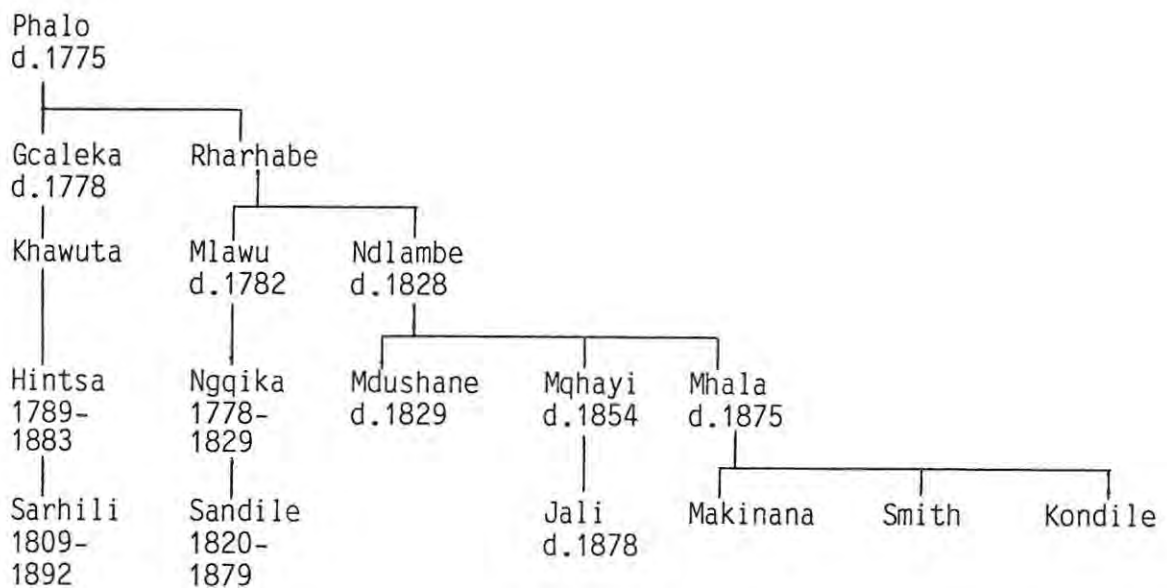 Phalo
d.1775
Gcaleka Rharhabe
d.1778
Khawuta Mlawu Ndlambe
d.1782 d.1828
Hintsa Ngqika Mdushane Mqhayi Mhala
1789- 1778- d.1829 d.1854 d.1875
1883 1829
Sarhili Sandile Jali Makinana Smith Kondile
1809- 1820- d.1878
1892 1879